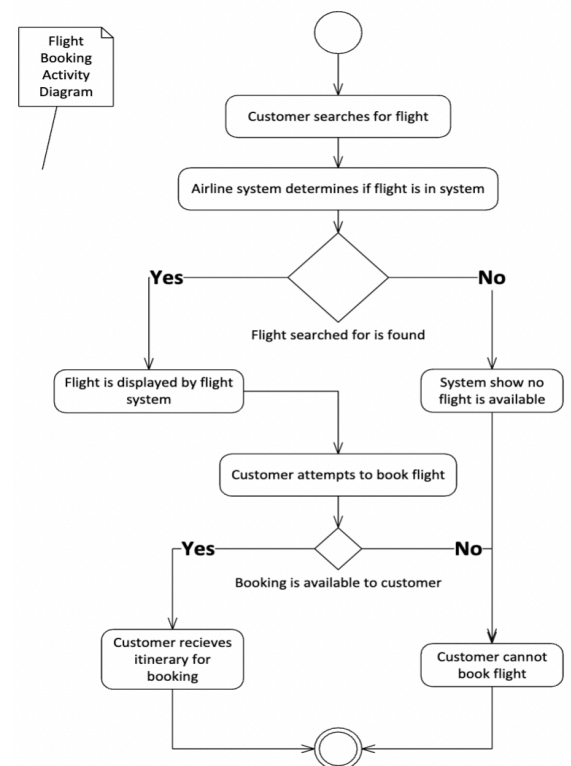 Flight
Booking
Activity
Diagram
Customer searches for flight
Airline system determines if flight is in system
Yes
No
Flight searched for is found
Flight is displayed by flight
system
System show no
flight is available
Customer attempts to book flight
Yes
No
Booking is available to customer
Customer recieves
itinerary for
booking
Customer cannot
book flight